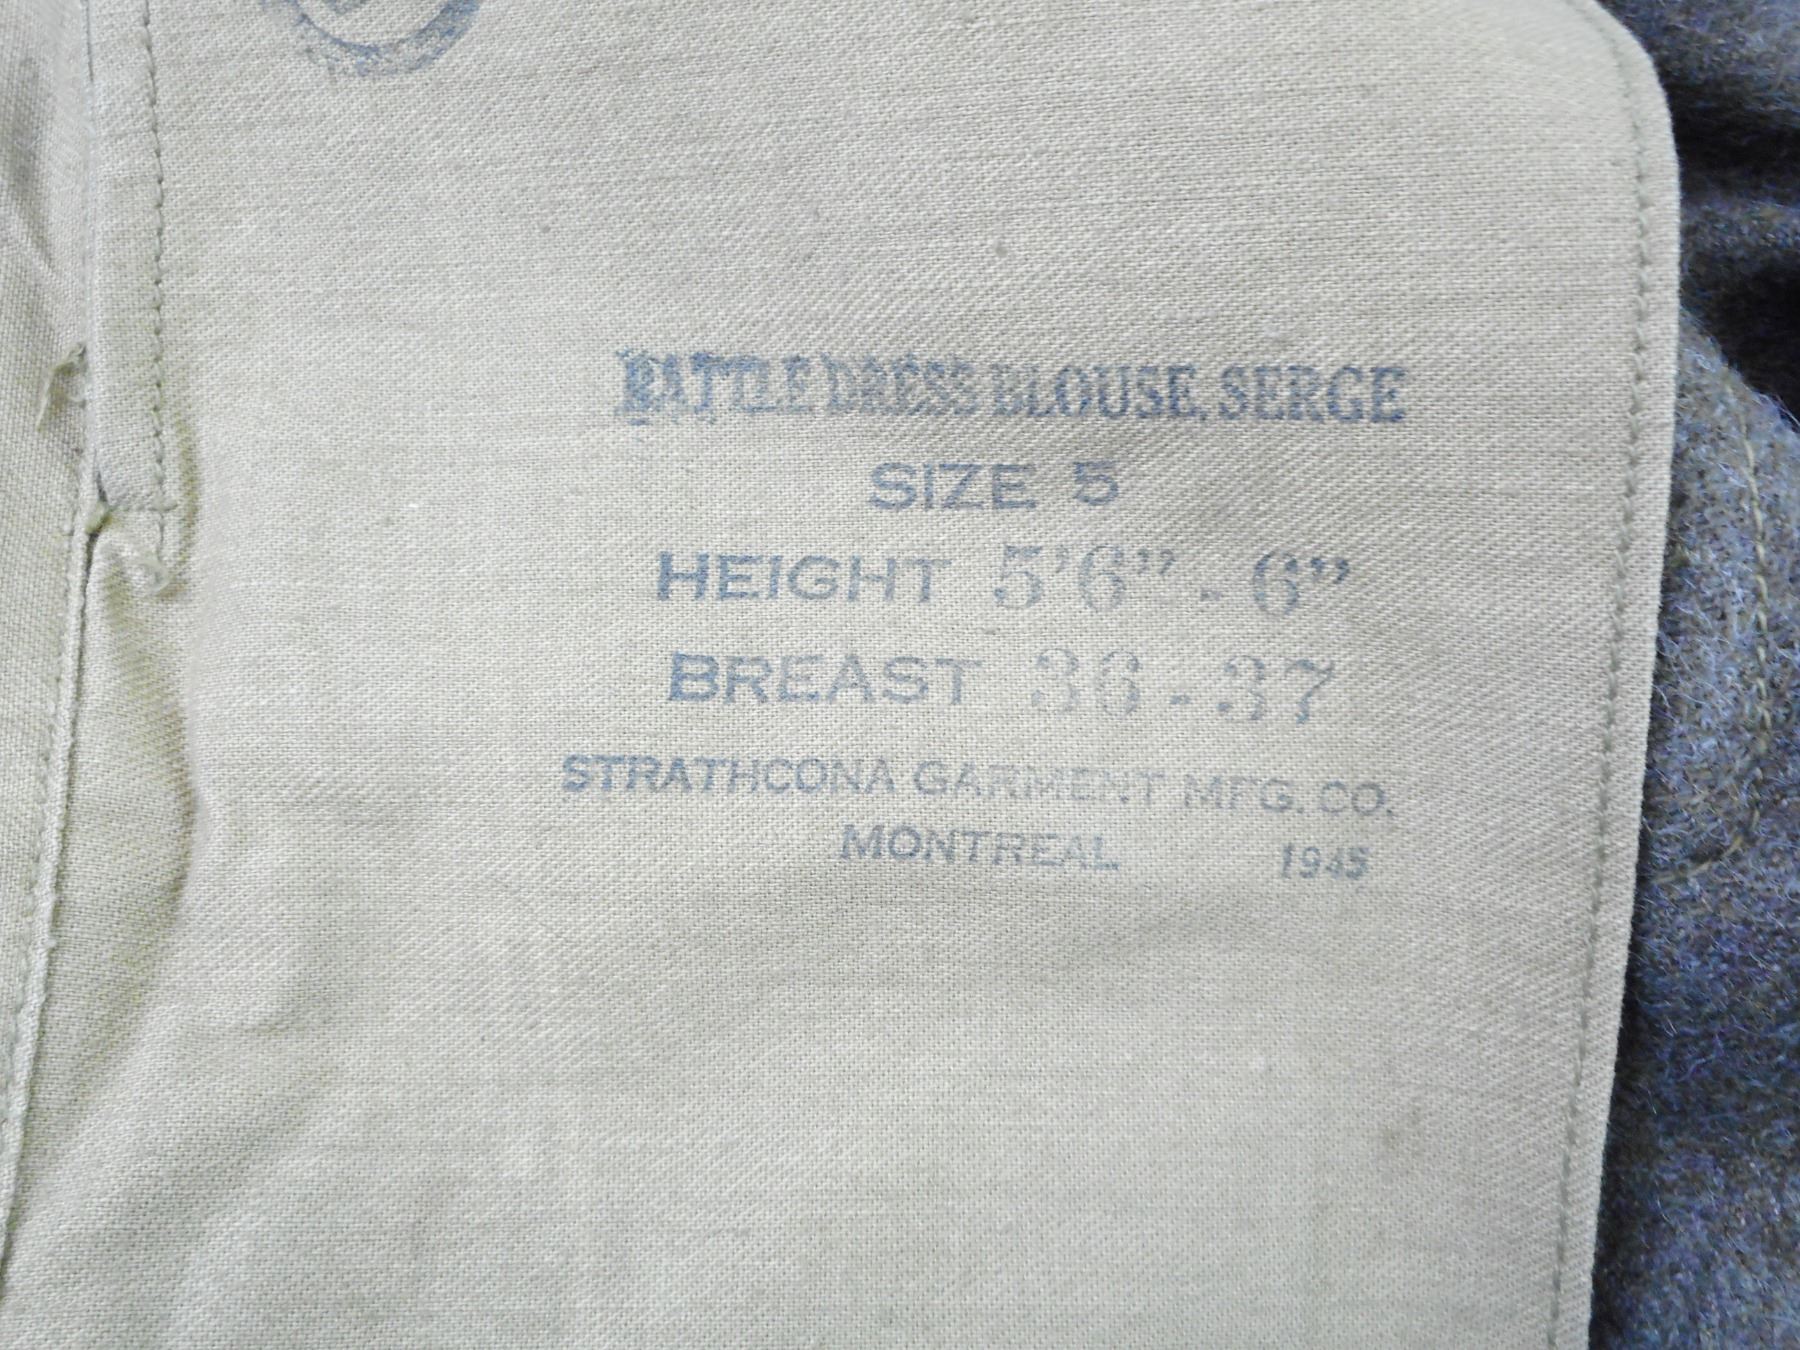 BATTLE DRESS BLOUSE, SERGE
SIZE 5
HEIGHT 5'6" - 6"
BREAST 36 - 37
STRATHCONA GARMENT MFG. CO.
MONTREAL 1945